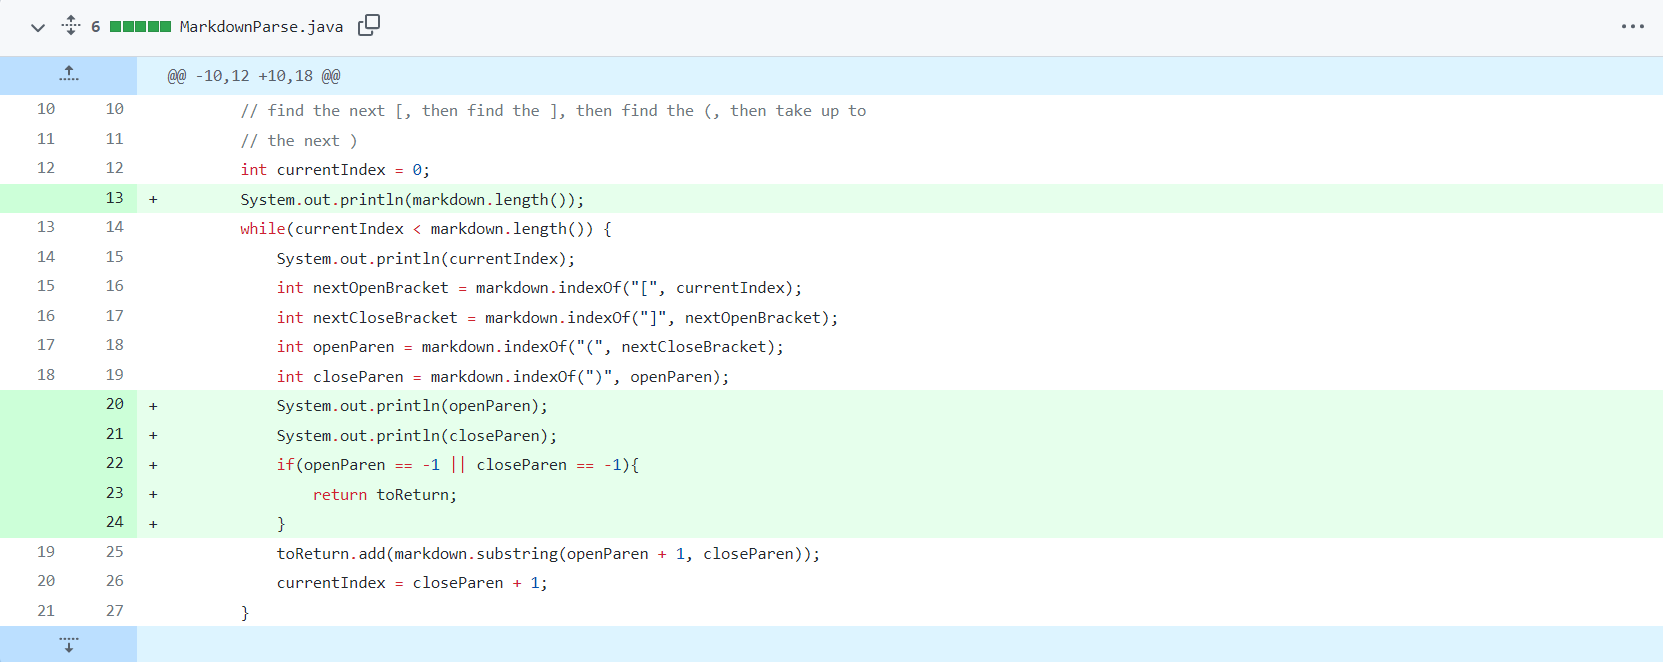 6 MarkdownParse.java
@@ -10,12 +10,18 @@
10 10 // find the next [, then find the ], then find the (, then take up to
11 11 // the next )
12 12 int currentIndex = 0;
13 + System.out.println(markdown.length());
13 14 while(currentIndex < markdown.length()) {
14 15 System.out.println(currentIndex);
15 16 int nextOpenBracket = markdown.indexOf("[", currentIndex);
16 17 int nextCloseBracket = markdown.indexOf("]", nextOpenBracket);
17 18 int openParen = markdown.indexOf("(", nextCloseBracket);
18 19 int closeParen = markdown.indexOf(")", openParen);
20 + System.out.println(openParen);
21 + System.out.println(closeParen);
22 + if(openParen == -1 || closeParen == -1){
23 + return toReturn;
24 + }
19 25 toReturn.add(markdown.substring(openParen + 1, closeParen));
20 26 currentIndex = closeParen + 1;
21 27 }